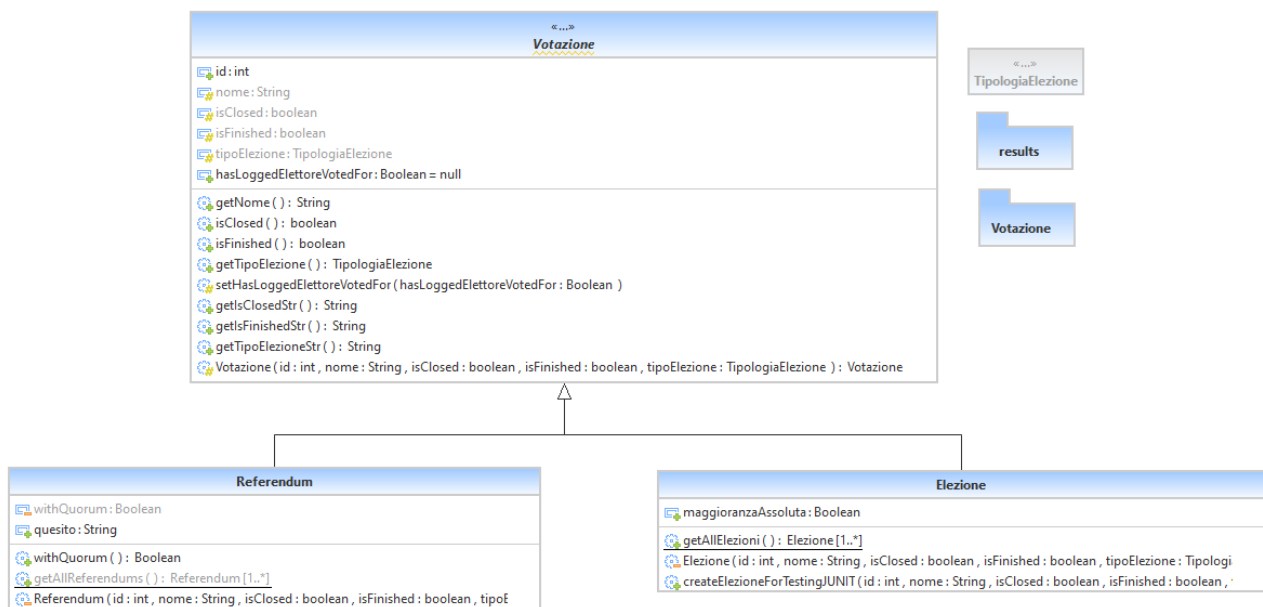 «...»
Votazione
id : int
nome : String
isClosed : boolean
isFinished : boolean
tipoElezione : TipologiaElezione
hasLoggedElettoreVotedFor : Boolean = null
getNome ( ) : String
isClosed ( ) : boolean
isFinished ( ) : boolean
getTipoElezione ( ) : TipologiaElezione
setHasLoggedElettoreVotedFor ( hasLoggedElettoreVotedFor : Boolean )
getIsClosedStr ( ) : String
getIsFinishedStr ( ) : String
getTipoElezioneStr ( ) : String
Votazione ( id : int , nome : String , isClosed : boolean , isFinished : boolean , tipoElezione : TipologiaElezione ) : Votazione
«...»
TipologiaElezione
results
Votazione
Referendum
withQuorum : Boolean
quesito : String
withQuorum ( ) : Boolean
getAllReferendums ( ) : Referendum [1..*]
Referendum ( id : int , nome : String , isClosed : boolean , isFinished : boolean , tipoE
Elezione
maggioranzaAssoluta : Boolean
getAllElezioni ( ) : Elezione [1..*]
Elezione ( id : int , nome : String , isClosed : boolean , isFinished : boolean , tipoElezione : Tipologi
createElezioneForTestingJUNIT ( id : int , nome : String , isClosed : boolean , isFinished : boolean ,